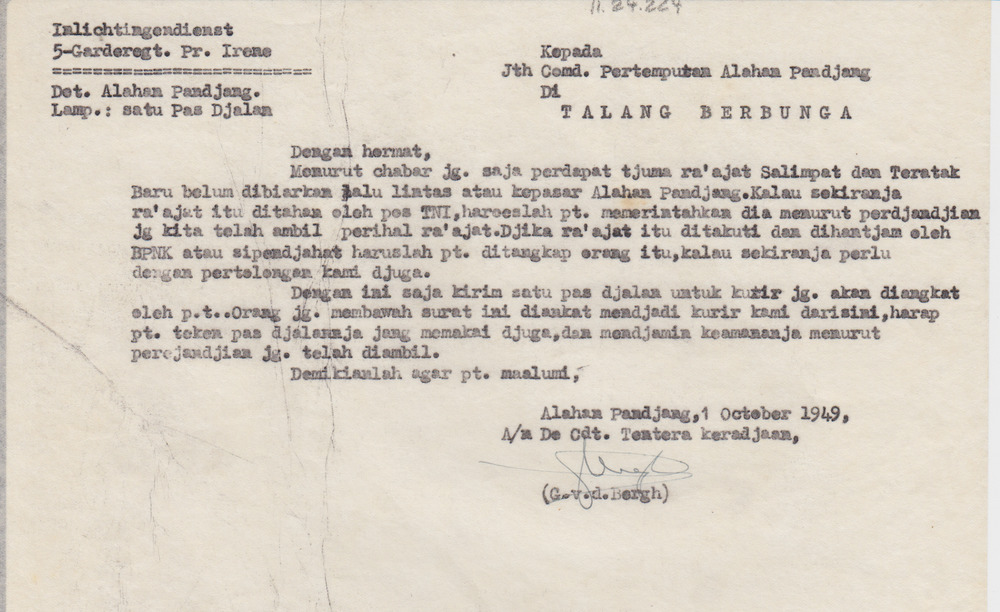 11.24.224
Inlichtingendienst
5-Garderegt. Pr. Irene
==========================
Det. Alahan Pandjang.
Lamp.: satu Pas Djalan
Kepada
Jth Comd. Pertemputan Alahan Pandjang
Di
TALANG BERBUNGA
Dengan hormat,
Menurut chabar jg. saja perdapat tjuma ra'ajat Salimpat dan Teratak
Baru belum dibiarkan lalu lintas atau kepasar Alahan Pandjang.Kalau sekiranja
ra'ajat itu ditahan oleh pos TNI,haroeslah pt. memerintahkan dia menurut perdjandjian
jg kita telah ambil perihal ra'ajat.Djika ra'ajat itu ditakuti dan dihantjam oleh
BPNK atau sipendjahat haruslah pt. ditangkap orang itu,kalau sekiranja perlu
dengan pertolongan kami djuga.
Dengan ini saja kirim satu pas djalan untuk kurir jg. akan diangkat
oleh p.t..Orang jg. membawah surat ini diankat mendjadi kurir kami darisini,harap
pt. teken pas djalannja jang memakai djuga,dan mendjamin keamananja menurut
perejandjian jg. telah diambil.
Demikianlah agar pt. maalumi,
Alahan Pandjang,1 October 1949,
A/n De Cdt. Tentera keradjaan,
(G.v.d.Bergh)